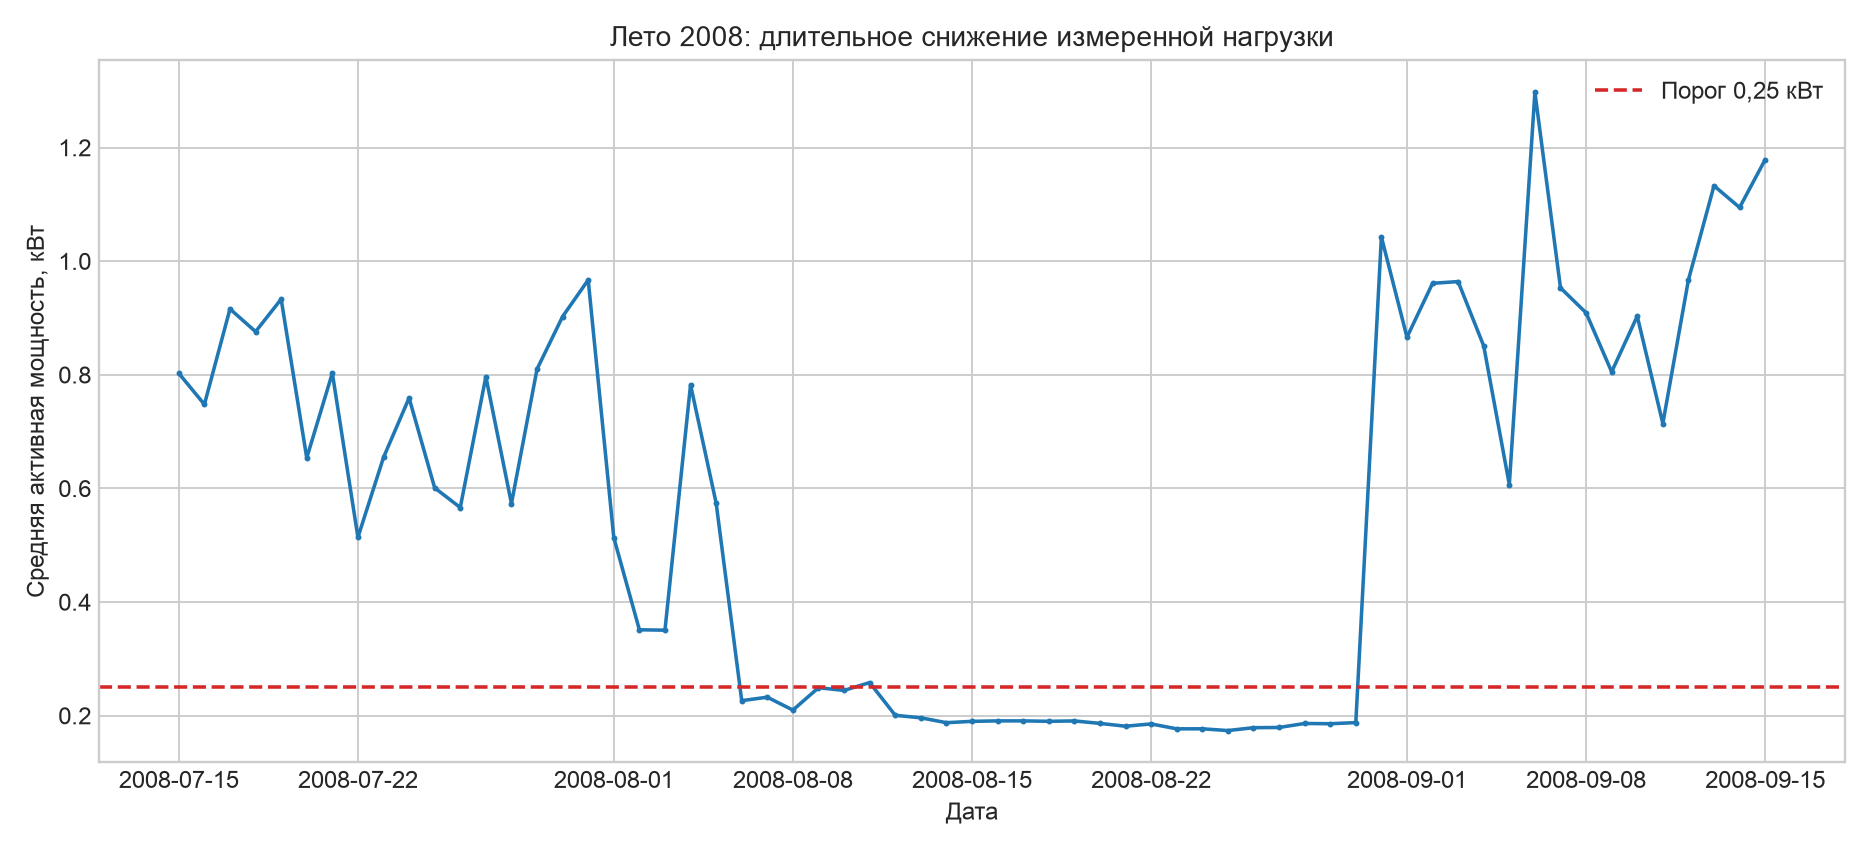 Лето 2008: длительное снижение измеренной нагрузки
Порог 0,25 кВт
Средняя активная мощность, кВт
1.2
1.0
0.8
0.6
0.4
0.2
2008-07-15 2008-07-22 2008-08-01 2008-08-08 2008-08-15 2008-08-22 2008-09-01 2008-09-08 2008-09-15
Дата